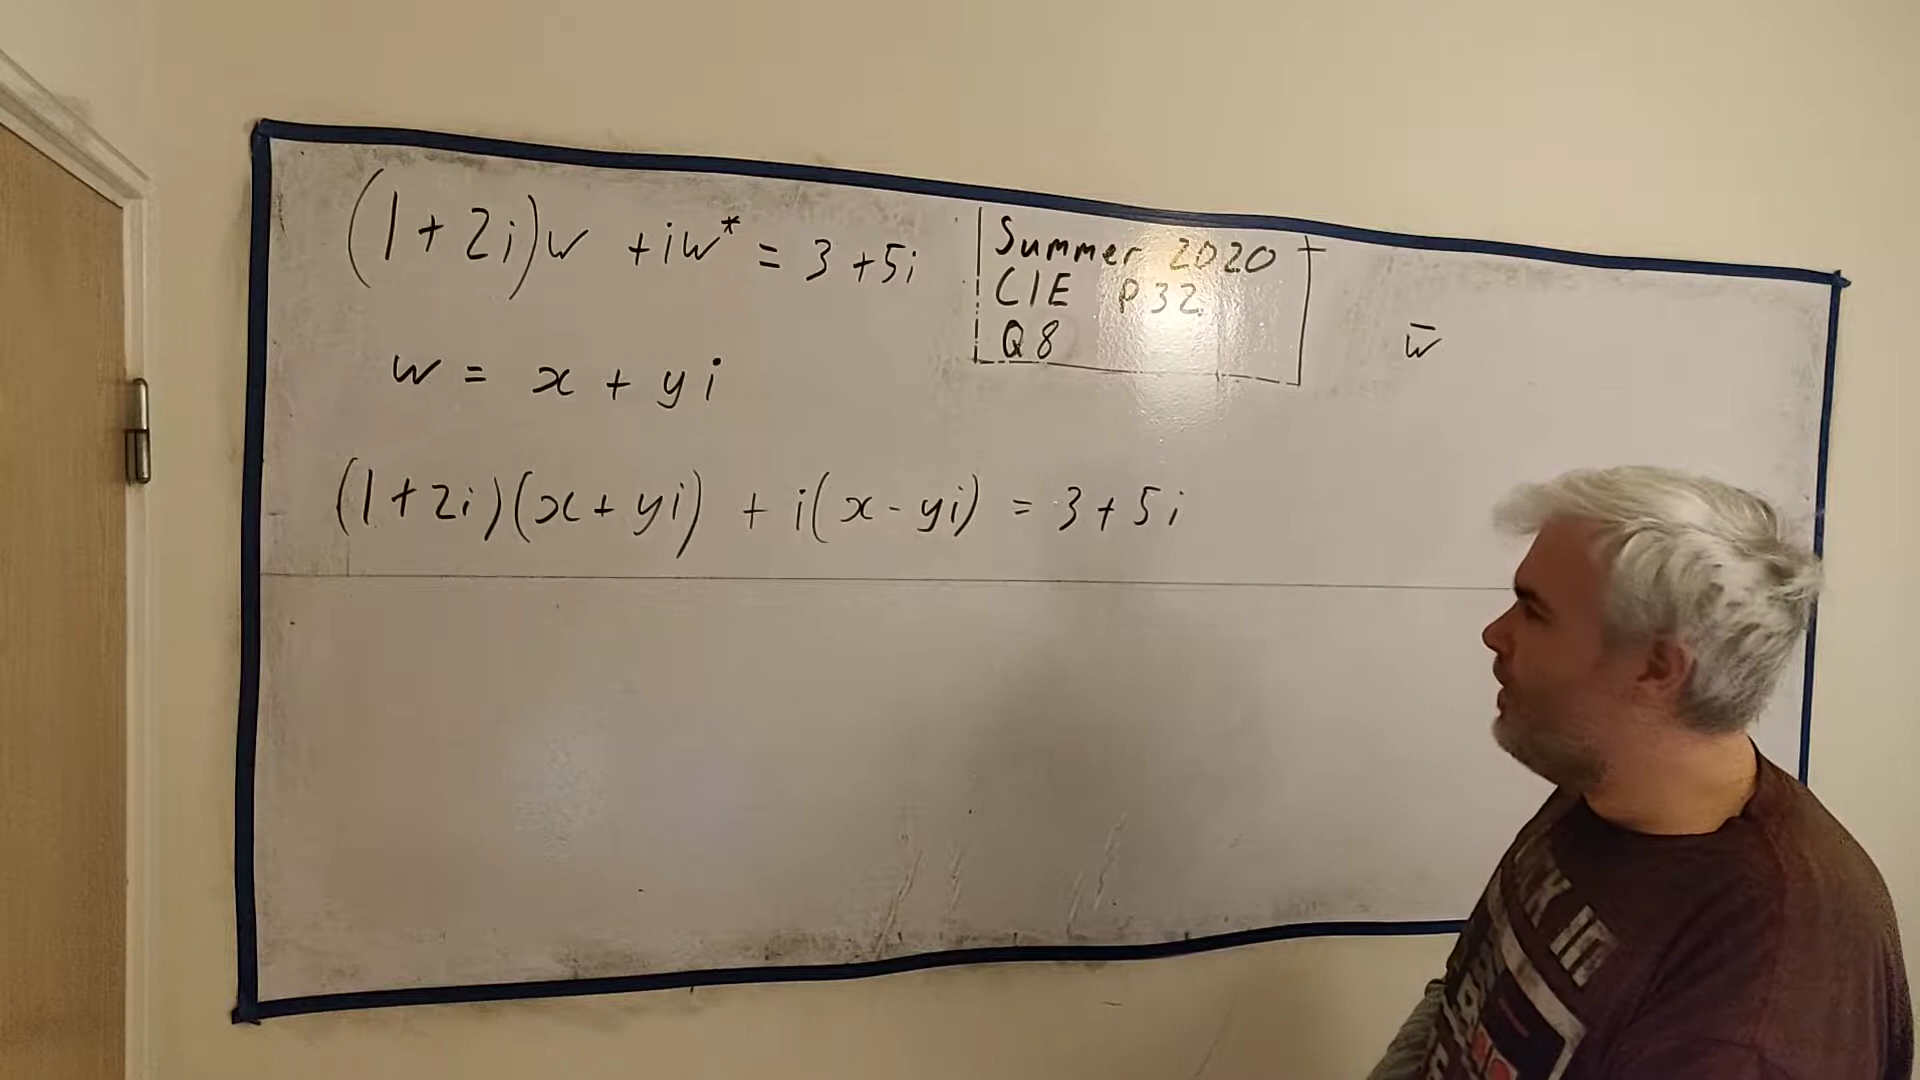 (1+2i)w + iw* = 3+5i
Summer 2020
CIE P32
Q8
w̄
w = x + yi
(1+2i)(x+yi) + i(x-yi) = 3+5i